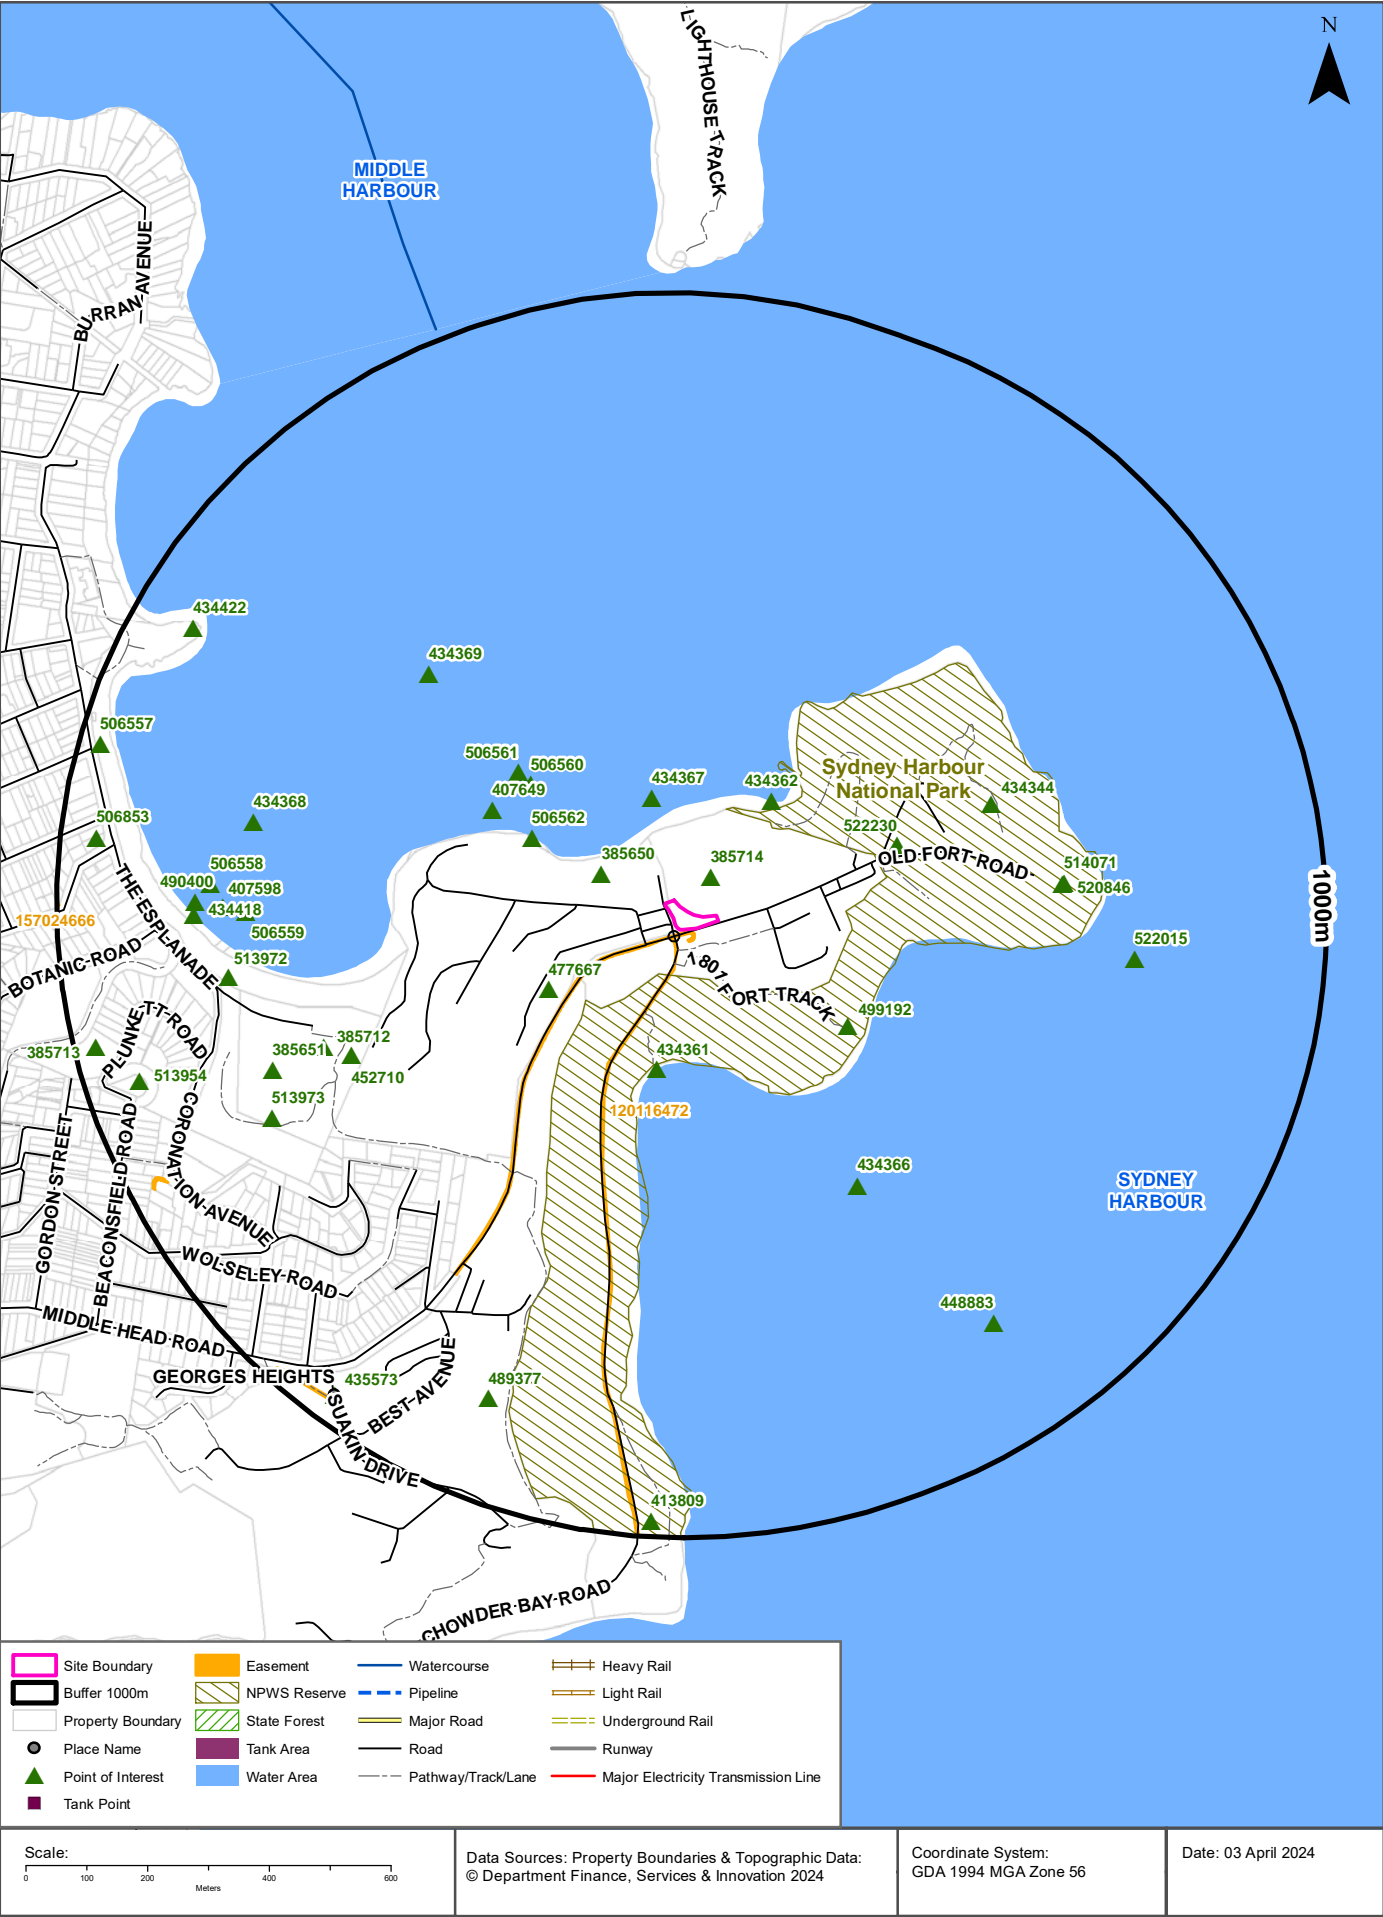 N
LIGHTHOUSE TRACK
MIDDLE
HARBOUR
BURRAN AVENUE
434422
434369
506557
506561
506560
434367
434362
Sydney Harbour
National Park
434344
407649
434368
506853
506562
522230
385650
385714
OLD FORT ROAD
514071
520846
506558
490400
407598
434418
506559
THE ESPLANADE
157024666
1000m
BOTANIC ROAD
513972
477667
1801 FORT TRACK
522015
499192
PLUNKETT ROAD
385713
385712
385651
452710
434361
513954
513973
120116472
CORONATION AVENUE
GORDON STREET
BEACONSFIELD ROAD
434366
SYDNEY
HARBOUR
WOLSELEY ROAD
MIDDLE HEAD ROAD
448883
GEORGES HEIGHTS
435573
489377
BEST AVENUE
SUAKIN DRIVE
413809
CHOWDER BAY ROAD
Site Boundary
Buffer 1000m
Property Boundary
Place Name
Point of Interest
Tank Point
Easement
NPWS Reserve
State Forest
Tank Area
Water Area
Watercourse
Pipeline
Major Road
Road
Pathway/Track/Lane
Heavy Rail
Light Rail
Underground Rail
Runway
Major Electricity Transmission Line
Scale:
0 100 200 400 600
Meters
Data Sources: Property Boundaries & Topographic Data:
© Department Finance, Services & Innovation 2024
Coordinate System:
GDA 1994 MGA Zone 56
Date: 03 April 2024